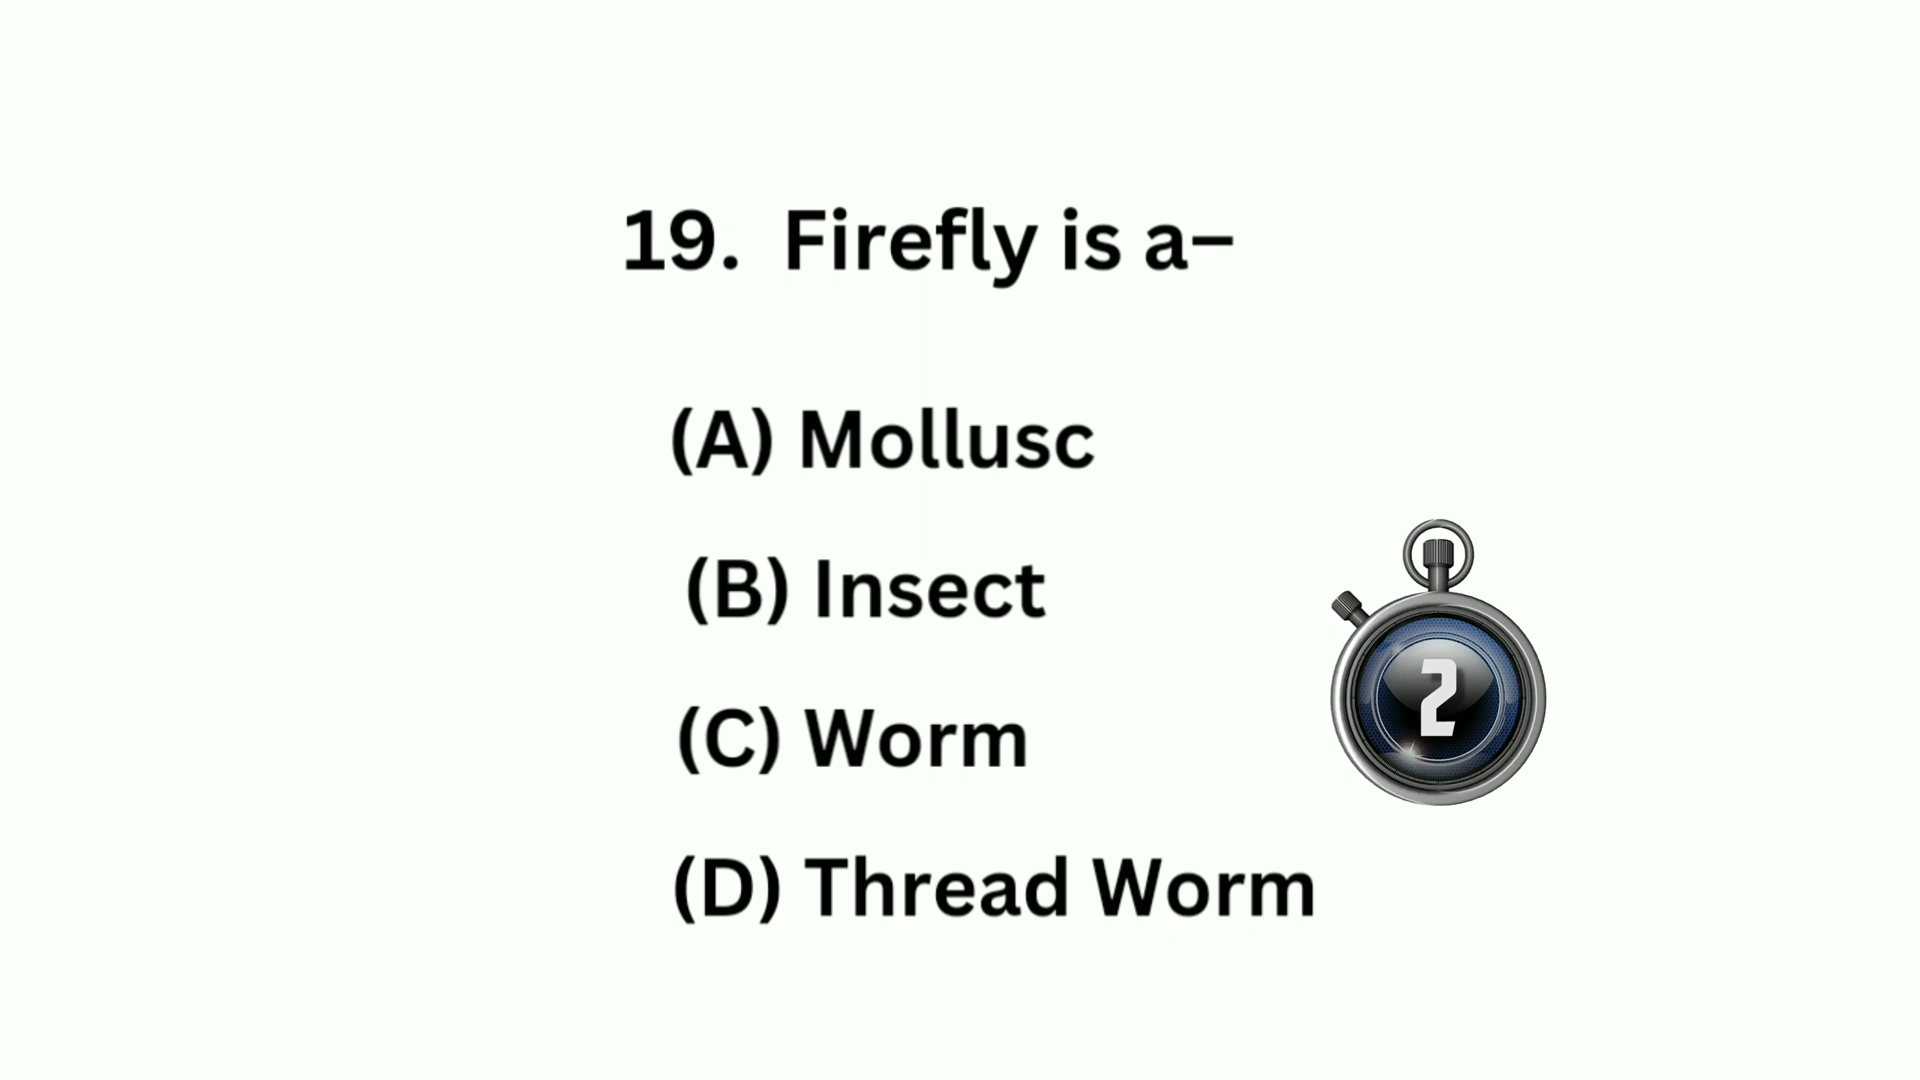 19. Firefly is a–
(A) Mollusc
(B) Insect
(C) Worm
2
(D) Thread Worm